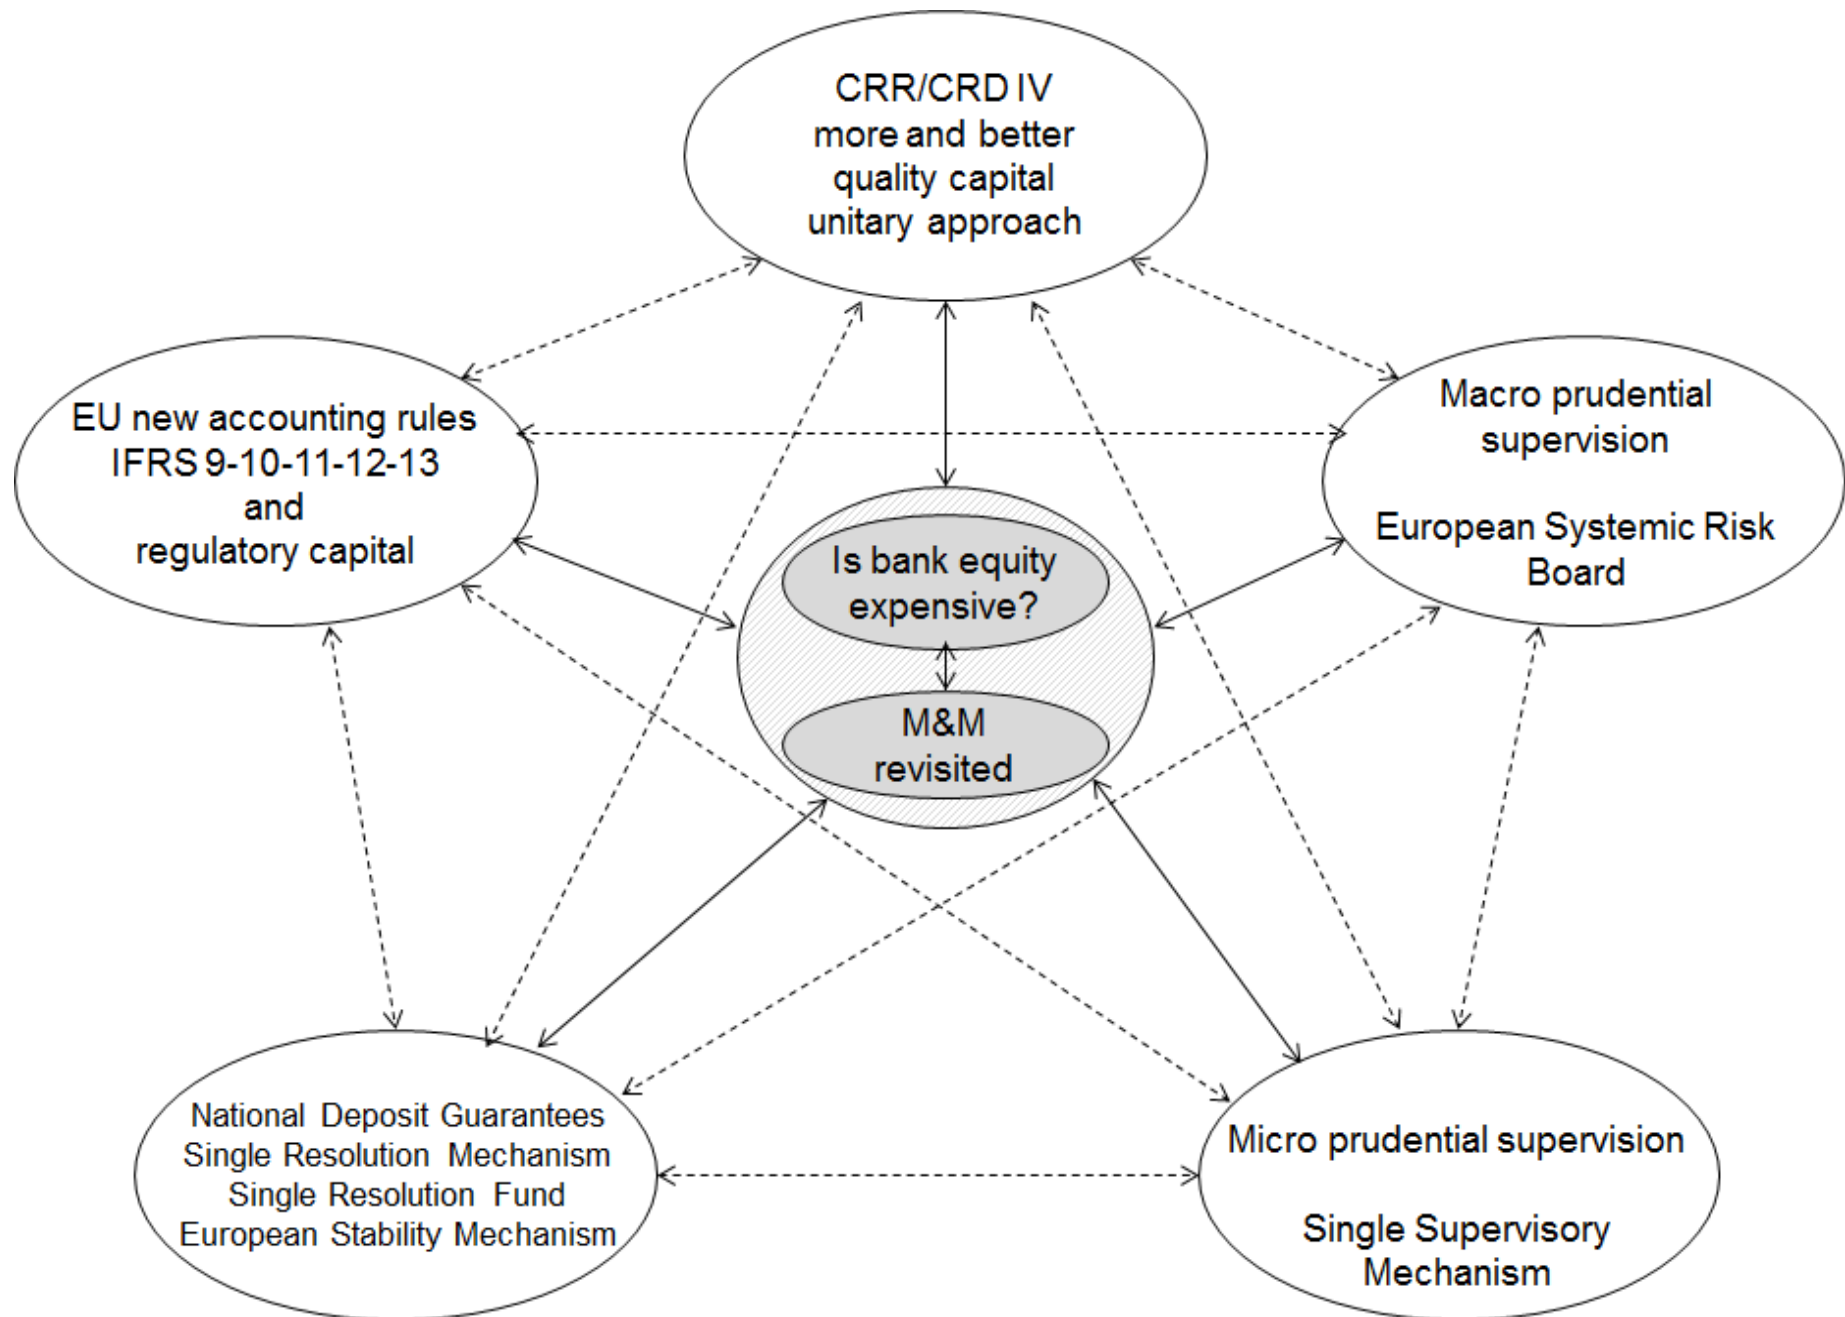 CRR/CRD IV
more and better
quality capital
unitary approach
EU new accounting rules
IFRS 9-10-11-12-13
and
regulatory capital
Macro prudential
supervision
European Systemic Risk
Board
Is bank equity
expensive?
M&M
revisited
National Deposit Guarantees
Single Resolution Mechanism
Single Resolution Fund
European Stability Mechanism
Micro prudential supervision
Single Supervisory
Mechanism